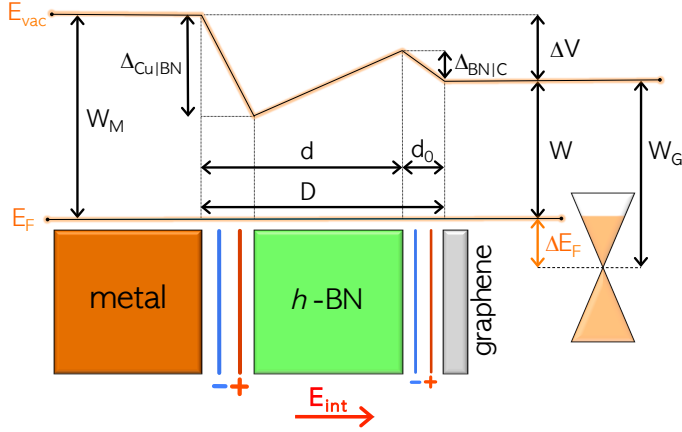 E_vac
Δ_Cu|BN
Δ_BN|C
ΔV
W_M
d
d_0
W
W_G
D
E_F
ΔE_F
metal
h-BN
graphene
− +
− +
E_int